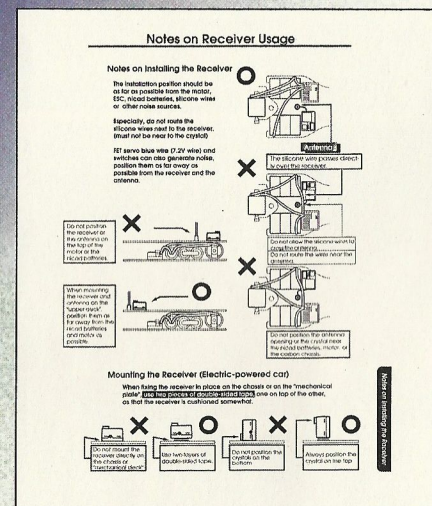 Notes on Receiver Usage
Notes on Installing the Receiver
The installation position should be
as far as possible from the motor,
ESC, nicad batteries, silicone wires
or other noise sources.
Especially, do not route the
silicone wires next to the receiver.
(must not be near to the crystal)
FET servo blue wire (7.2V wire) and
switches can also generate noise,
position them as far away as
possible from the receiver and the
antenna.
Antenna
The silicone wire passes direct-
ly over the receiver.
Do not allow the silicone wires to
cross the antenna.
Do not route the wire near the
antenna.
Do not position
the receiver or
the antenna on
the top of the
motor or the
nicad batteries.
When mounting
the receiver and
antenna on the
"upper deck"
position them as
far away from the
nicad batteries
and motor as
possible.
Do not position the antenna
opening or the crystal near
the nicad batteries, motor, or
the carbon chassis.
Mounting the Receiver (Electric-powered car)
When fixing the receiver in place on the chassis or on the "mechanical
plate" use two pieces of double-sided tape, one on top of the other,
as that the receiver is cushioned somewhat.
Do not mount the
receiver directly on
the chassis or
"mechanical deck"
Use two layers of
double-sided tape.
Do not position the
crystals on the
bottom
Always position the
crystal on the top
Notes on Installing the Receiver